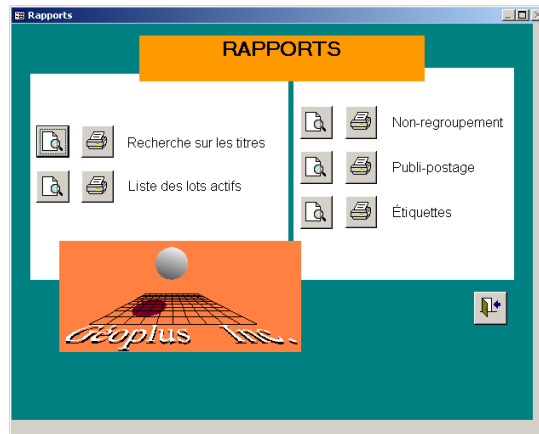 Rapports
RAPPORTS
Recherche sur les titres
Liste des lots actifs
Non-regroupement
Publi-postage
Étiquettes
Géoplus Inc.